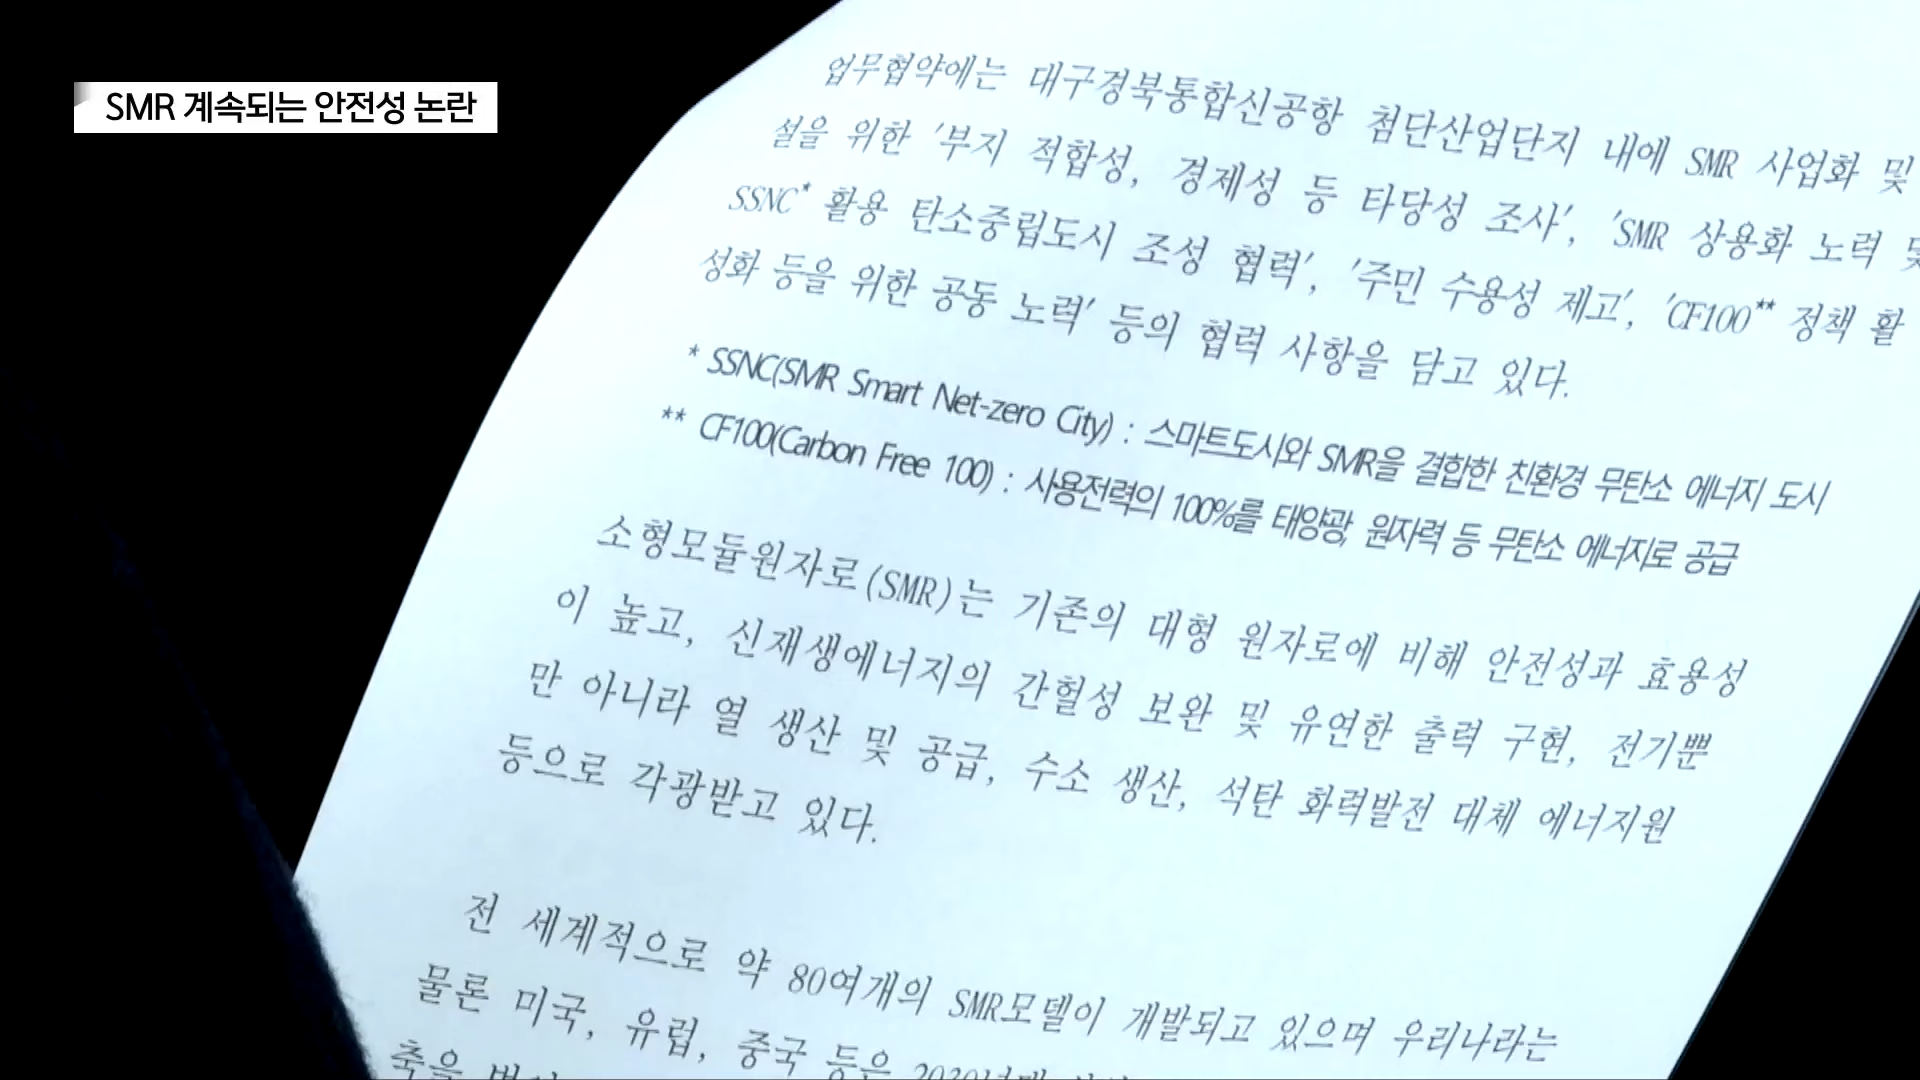 SMR 계속되는 안전성 논란
업무협약에는 대구경북통합신공항 첨단산업단지 내에 SMR 사업화 및
설을 위한 '부지 적합성, 경제성 등 타당성 조사', 'SMR 상용화 노력 및
SSNC* 활용 탄소중립도시 조성 협력', '주민 수용성 제고', 'CF100** 정책 활
성화 등을 위한 공동 노력' 등의 협력 사항을 담고 있다.
* SSNC(SMR Smart Net-zero City) : 스마트도시와 SMR을 결합한 친환경 무탄소 에너지 도시
** CF100(Carbon Free 100) : 사용전력의 100%를 태양광, 원자력 등 무탄소 에너지로 공급
소형모듈원자로(SMR)는 기존의 대형 원자로에 비해 안전성과 효용성
이 높고, 신재생에너지의 간헐성 보완 및 유연한 출력 구현, 전기뿐
만 아니라 열 생산 및 공급, 수소 생산, 석탄 화력발전 대체 에너지원
등으로 각광받고 있다.
전 세계적으로 약 80여개의 SMR모델이 개발되고 있으며 우리나라는
물론 미국, 유럽, 중국 등은
축을